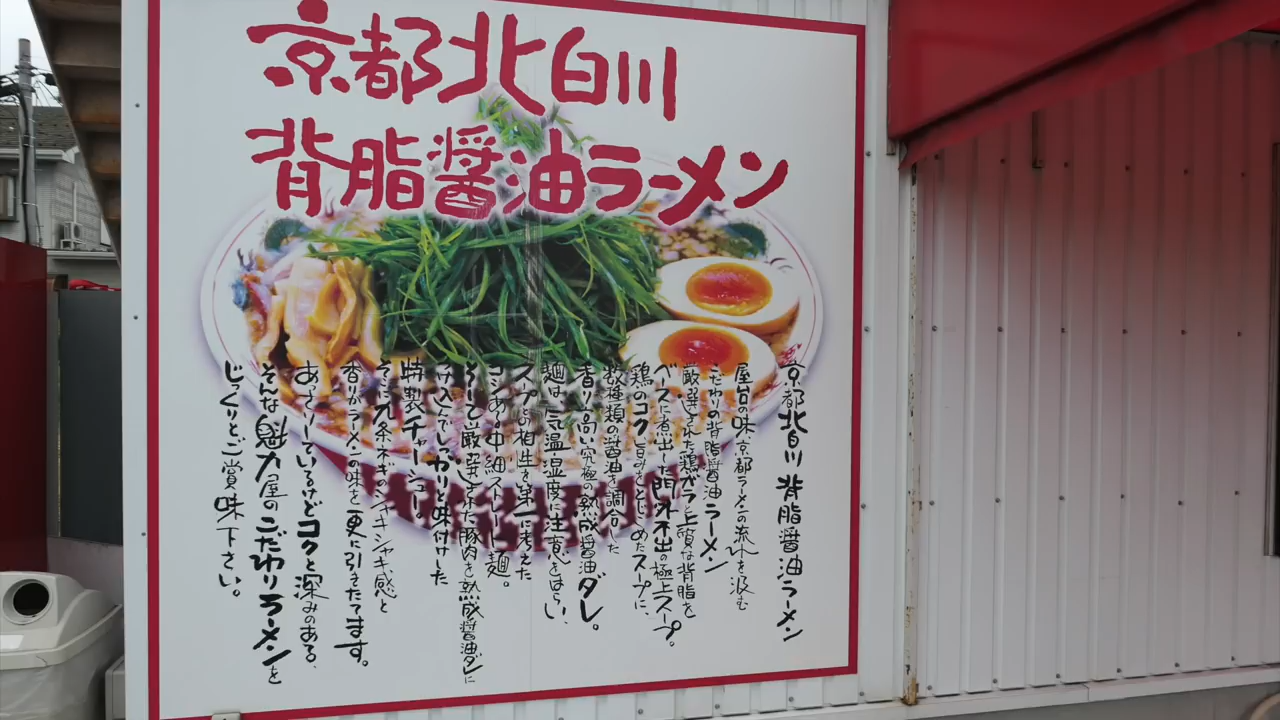 京都北白川
背脂醤油ラーメン
京都北白川 背脂醤油ラーメン
屋台の味京都ラーメンの流れを汲む
こだわりの背脂醤油ラーメン
厳選された鶏ガラと上質な背脂を
ベースに煮出した門外不出の極上スープ。
鶏のコク旨みをとじこめたスープに、
数種類の醤油を調合した
香り高い究極の熟成醤油ダレ。
麺は、気温湿度に注意をはらい、
スープとの相生を第一に考えた
コシある中細ストレート麺。
そして厳選された豚肉を熟成醤油ダレに
け込んでしっかりと味付けした
特製チャーシュー。
そこに九条ネギのシャキシャキ感と
香りがラーメンの味を更に引きたてます。
あっさりしているけどコクと深みのある、
そんな魁力屋のこだわりラーメンを
じっくりとご賞味下さい。